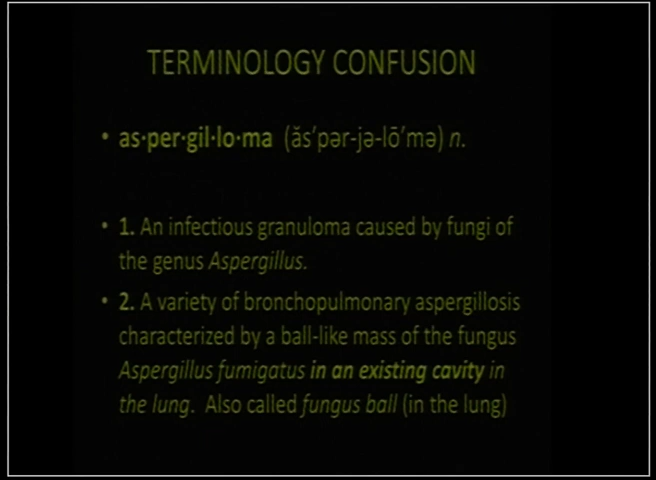 TERMINOLOGY CONFUSION
• as·per·gil·lo·ma (ăs′pər-jə-lō′mə) n.
• 1. An infectious granuloma caused by fungi of
the genus Aspergillus.
• 2. A variety of bronchopulmonary aspergillosis
characterized by a ball-like mass of the fungus
Aspergillus fumigatus in an existing cavity in
the lung. Also called fungus ball (in the lung)